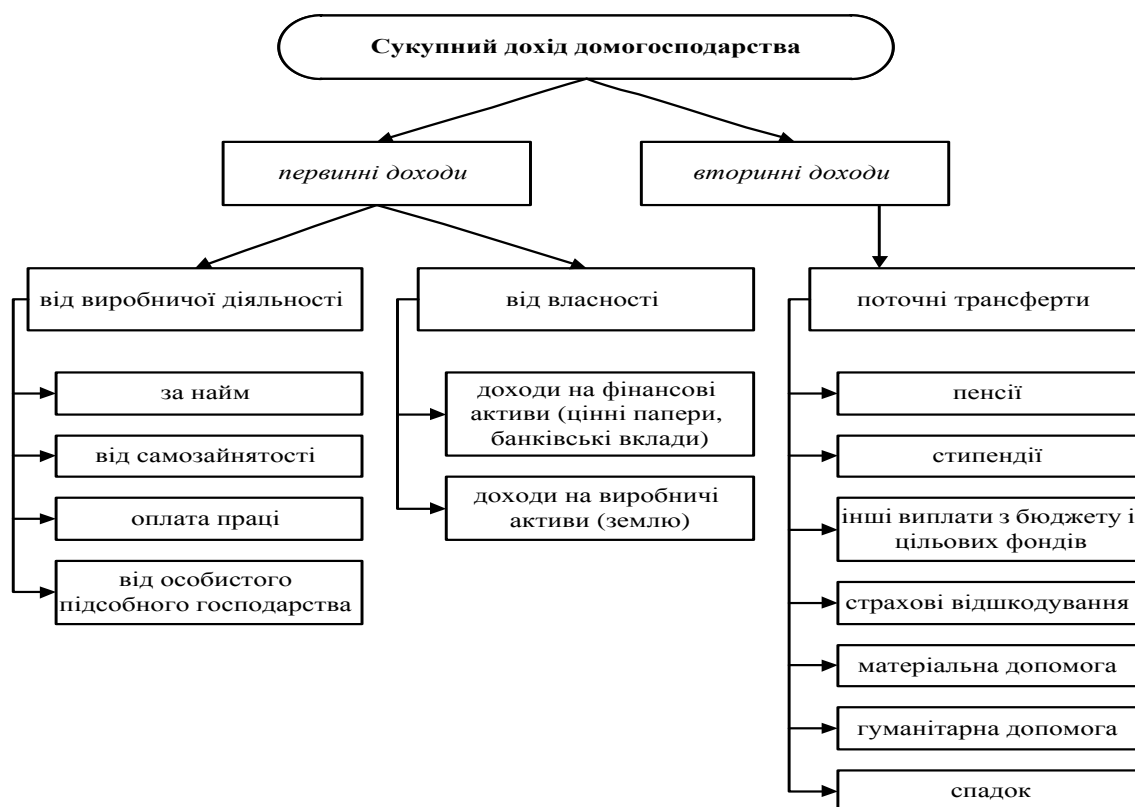 Сукупний дохід домогосподарства
первинні доходи
вторинні доходи
від виробничої діяльності
за найм
від самозайнятості
оплата праці
від особистого
підсобного господарства
від власності
доходи на фінансові
активи (цінні папери,
банківські вклади)
доходи на виробничі
активи (землю)
поточні трансферти
пенсії
стипендії
інші виплати з бюджету і
цільових фондів
страхові відшкодування
матеріальна допомога
гуманітарна допомога
спадок